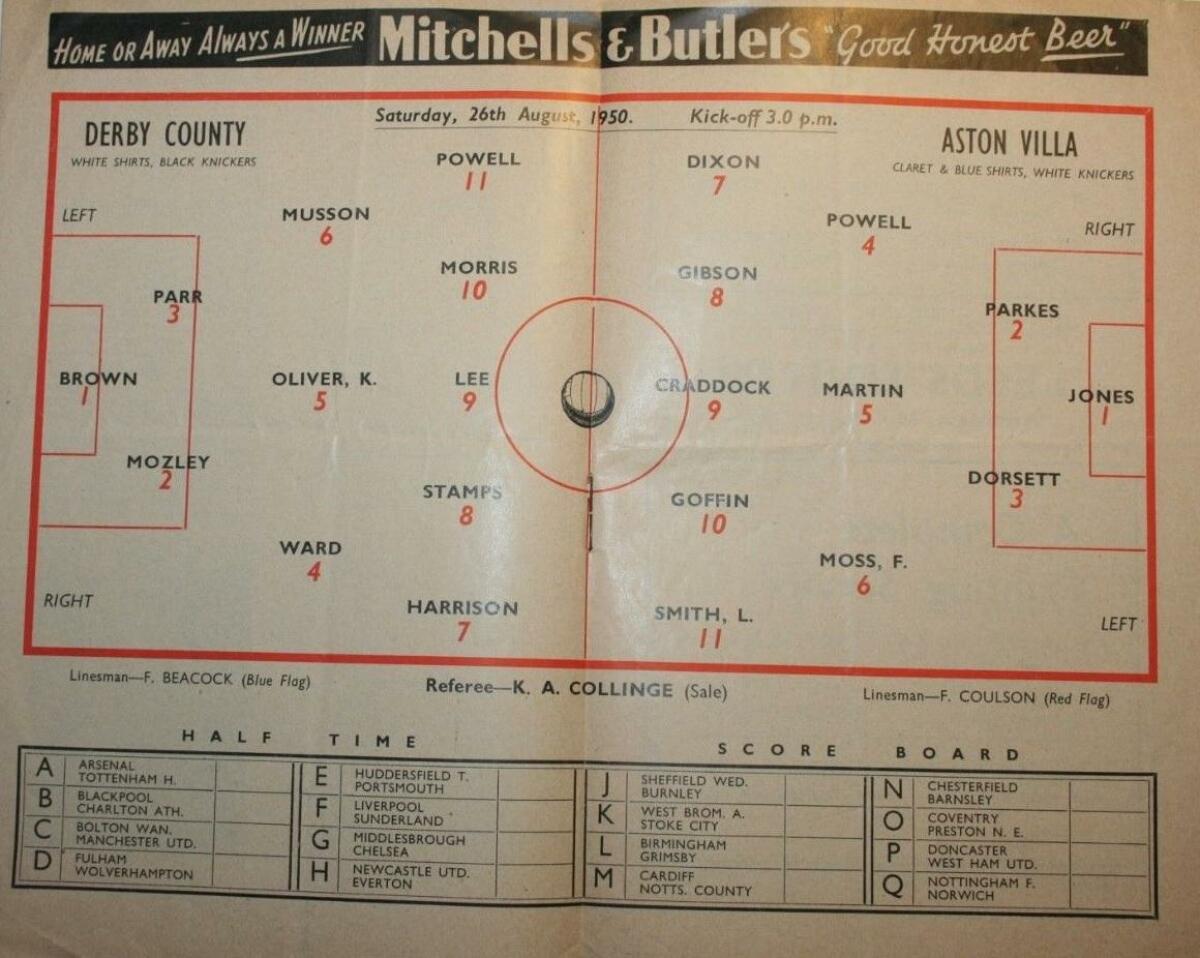 HOME OR AWAY ALWAYS A WINNER Mitchells & Butler's "Good Honest Beer"
Saturday, 26th August, 1950. Kick-off 3.0 p.m.
DERBY COUNTY
WHITE SHIRTS, BLACK KNICKERS
ASTON VILLA
CLARET & BLUE SHIRTS, WHITE KNICKERS
LEFT
RIGHT
POWELL
11
DIXON
7
MUSSON
6
POWELL
4
MORRIS
10
GIBSON
8
PARR
3
PARKES
2
BROWN
1
OLIVER, K.
5
LEE
9
CRADDOCK
9
MARTIN
5
JONES
1
MOZLEY
2
DORSETT
3
STAMPS
8
GOFFIN
10
WARD
4
MOSS, F.
6
HARRISON
7
SMITH, L.
11
RIGHT
LEFT
Linesman—F. BEACOCK (Blue Flag)
Referee—K. A. COLLINGE (Sale)
Linesman—F. COULSON (Red Flag)
HALF TIME SCORE BOARD
A ARSENAL
TOTTENHAM H.
B BLACKPOOL
CHARLTON ATH.
C BOLTON WAN.
MANCHESTER UTD.
D FULHAM
WOLVERHAMPTON
E HUDDERSFIELD T.
PORTSMOUTH
F LIVERPOOL
SUNDERLAND
G MIDDLESBROUGH
CHELSEA
H NEWCASTLE UTD.
EVERTON
J SHEFFIELD WED.
BURNLEY
K WEST BROM. A.
STOKE CITY
L BIRMINGHAM
GRIMSBY
M CARDIFF
NOTTS. COUNTY
N CHESTERFIELD
BARNSLEY
O COVENTRY
PRESTON N. E.
P DONCASTER
WEST HAM UTD.
Q NOTTINGHAM F.
NORWICH